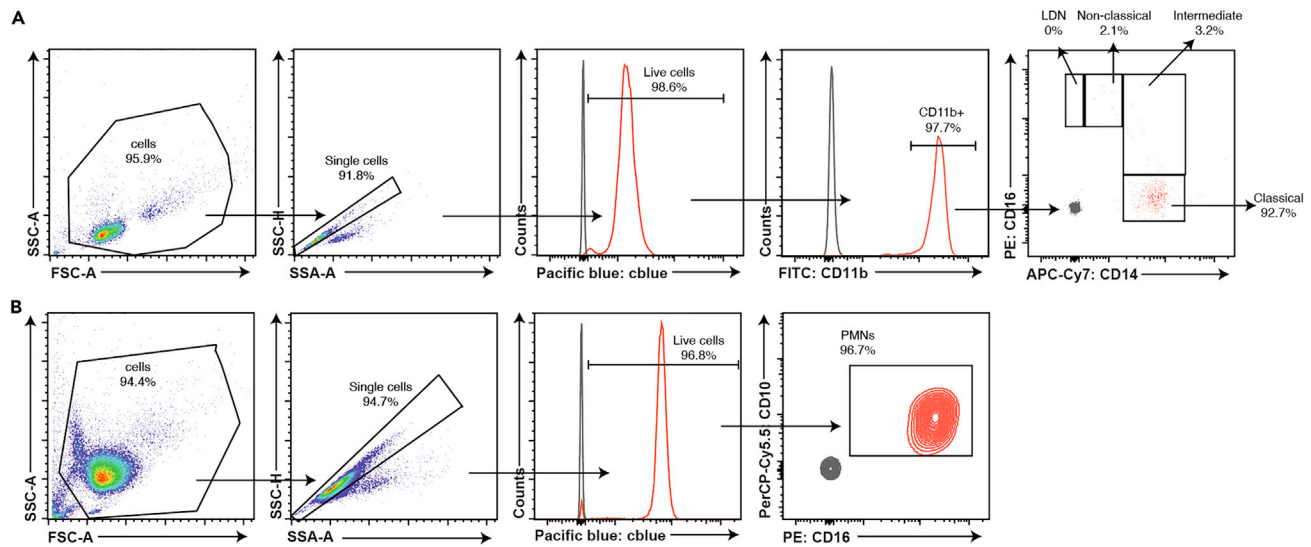 A
SSC-A
cells
95.9%
FSC-A
SSC-H
Single cells
91.8%
SSA-A
Counts
Live cells
98.6%
Pacific blue: cblue
Counts
CD11b+
97.7%
FITC: CD11b
LDN
0%
Non-classical
2.1%
Intermediate
3.2%
PE: CD16
Classical
92.7%
APC-Cy7: CD14
B
SSC-A
cells
94.4%
FSC-A
SSC-H
Single cells
94.7%
SSA-A
Counts
Live cells
96.8%
Pacific blue: cblue
PerCP-Cy5.5: CD10
PMNs
96.7%
PE: CD16